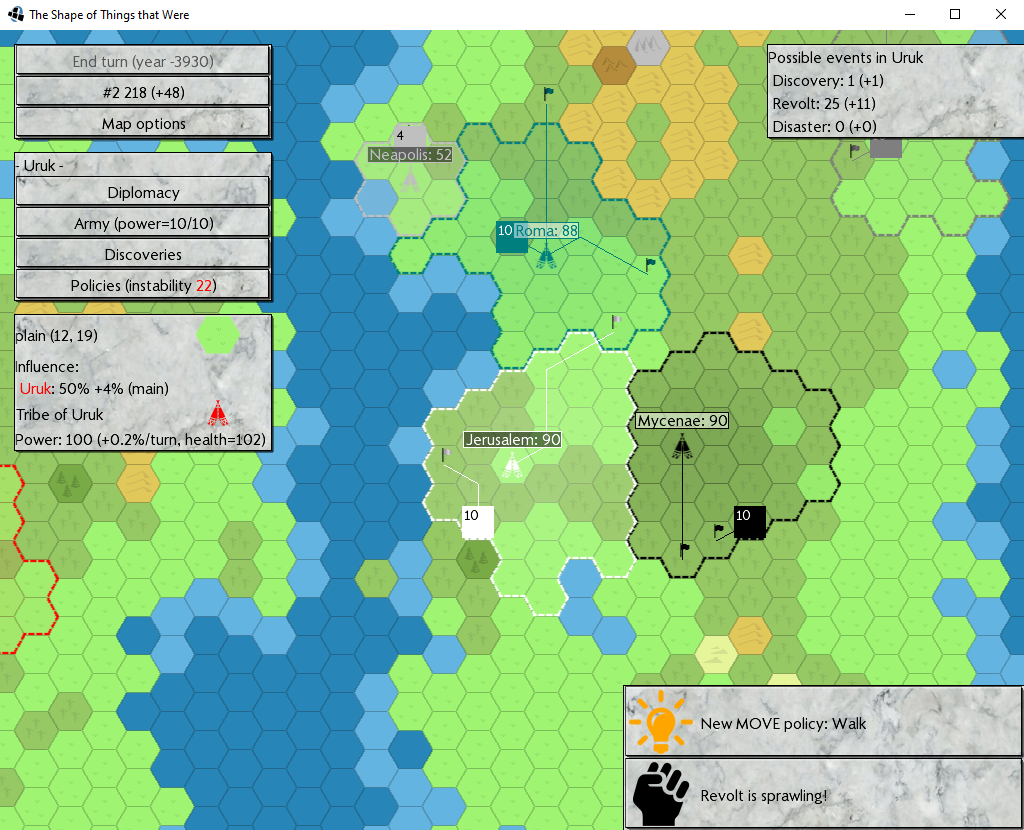 The Shape of Things that Were
End turn (year -3930)
#2 218 (+48)
Map options
- Uruk -
Diplomacy
Army (power=10/10)
Discoveries
Policies (instability 22)
plain (12, 19)
Influence:
Uruk: 50% +4% (main)
Tribe of Uruk
Power: 100 (+0.2%/turn, health=102)
Possible events in Uruk
Discovery: 1 (+1)
Revolt: 25 (+11)
Disaster: 0 (+0)
4
Neapolis: 52
10
Roma: 88
Mycenae: 90
Jerusalem: 90
10
10
New MOVE policy: Walk
Revolt is sprawling!